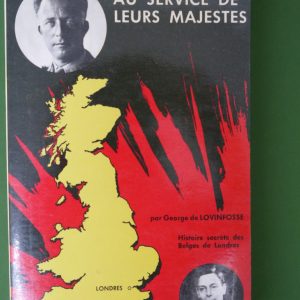 AU SERVICE DE
LEURS MAJESTES
par George de LOVINFOSSE
Histoire secrète des
Belges de Londres
LONDRES